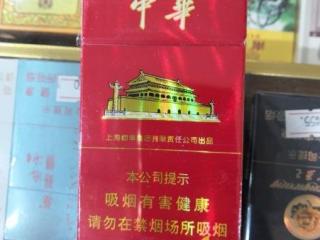 中華
上海烟草集团有限责任公司出品
本公司提示
吸烟有害健康
请勿在禁烟场所吸烟